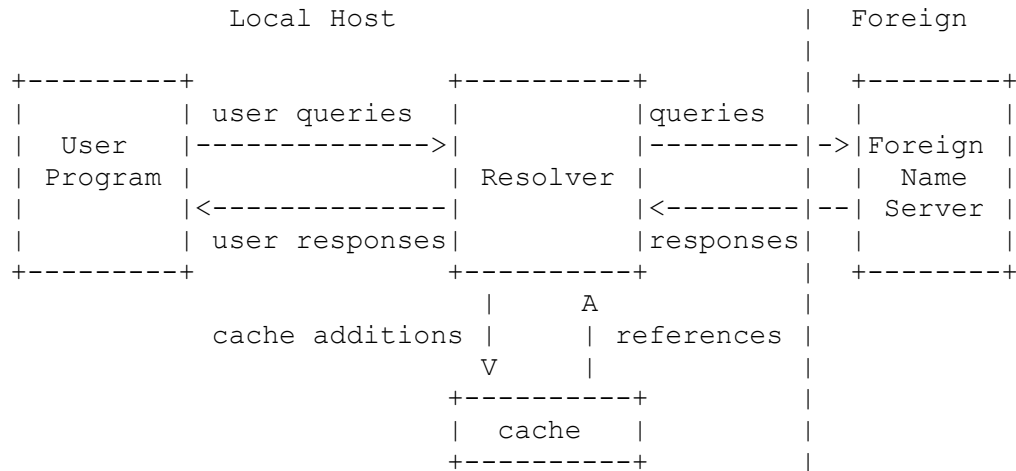 Local Host | Foreign
|
+---------+ +----------+ | +--------+
| | user queries | |queries | | |
| User |-------------->| |---------|->|Foreign |
| Program | | Resolver | | | Name |
| |<--------------| |<--------|--| Server |
| | user responses| |responses| | |
+---------+ +----------+ | +--------+
| A |
cache additions | | references |
V | |
+----------+ |
| cache | |
+----------+ |